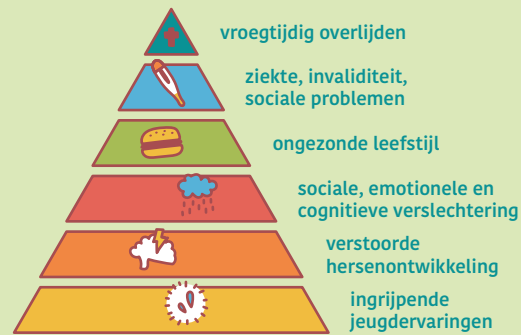 vroegtijdig overlijden
ziekte, invaliditeit,
sociale problemen
ongezonde leefstijl
sociale, emotionele en
cognitieve verslechtering
verstoorde
hersenontwikkeling
ingrijpende
jeugdervaringen